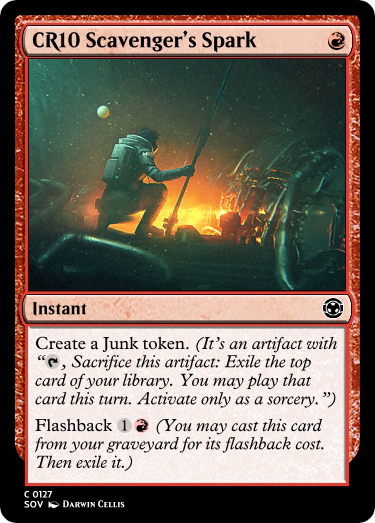 CR10 Scavenger's Spark
Instant
Create a Junk token. (It's an artifact with
“, Sacrifice this artifact: Exile the top
card of your library. You may play that
card this turn. Activate only as a sorcery.”)
Flashback 1 (You may cast this card
from your graveyard for its flashback cost.
Then exile it.)
C 0127
SOV Darwin Cellis